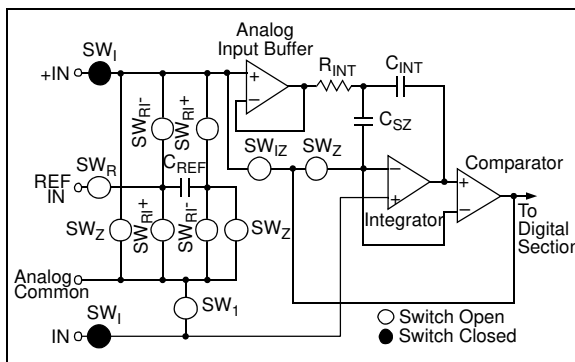 Analog
Input Buffer
SW_I
+IN
R_INT
C_INT
SW_RI-
SW_RI+
C_SZ
C_REF
SW_IZ
SW_Z
SW_R
REF
IN
Comparator
Integrator
To
Digital
Section
SW_Z
SW_RI+
SW_RI-
SW_Z
Analog
Common
SW_1
SW_I
IN
Switch Open
Switch Closed